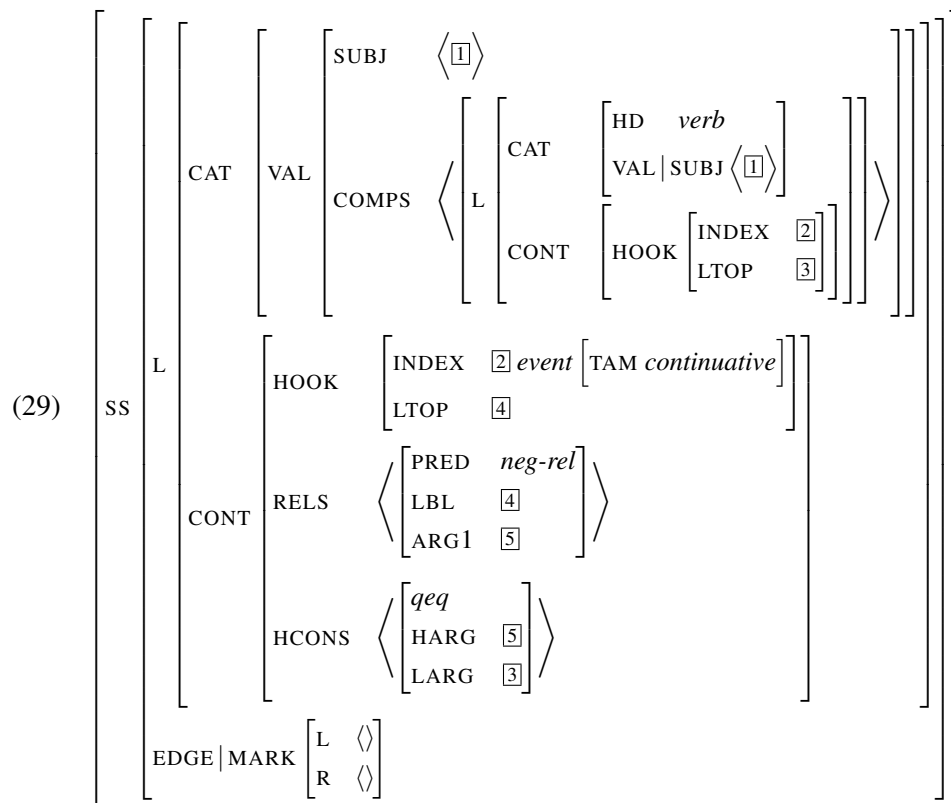 SUBJ ⟨[1]⟩
HD verb
CAT
VAL|SUBJ ⟨[1]⟩
CAT VAL
COMPS L
INDEX [2]
CONT HOOK
LTOP [3]
L
INDEX [2] event [TAM continuative]
HOOK
(29) SS
LTOP [4]
PRED neg-rel
RELS LBL [4]
CONT
ARG1 [5]
qeq
HCONS HARG [5]
LARG [3]
L ⟨⟩
EDGE|MARK
R ⟨⟩